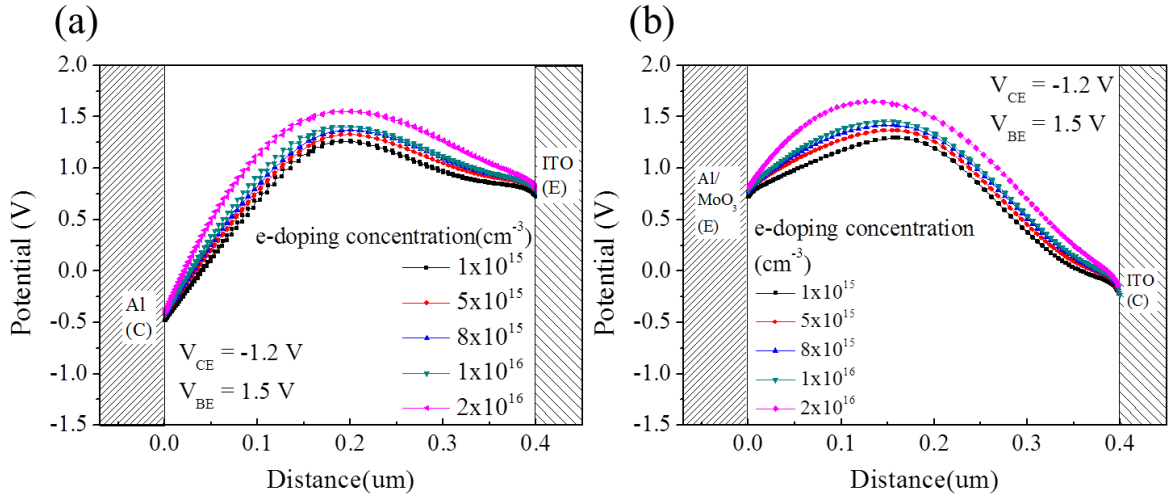 (a)
2.0
1.5
1.0
0.5
0.0
-0.5
-1.0
-1.5
Potential (V)
ITO
(E)
e-doping concentration(cm⁻³)
1x10¹⁵
5x10¹⁵
8x10¹⁵
1x10¹⁶
2x10¹⁶
Al
(C)
V_CE = -1.2 V
V_BE = 1.5 V
0.0 0.1 0.2 0.3 0.4
Distance(um)
(b)
2.0
1.5
1.0
0.5
0.0
-0.5
-1.0
-1.5
Potential (V)
V_CE = -1.2 V
V_BE = 1.5 V
Al/
MoO₃
(E)
e-doping concentration
(cm⁻³)
1x10¹⁵
5x10¹⁵
8x10¹⁵
1x10¹⁶
2x10¹⁶
ITO
(C)
0.0 0.1 0.2 0.3 0.4
Distance(um)